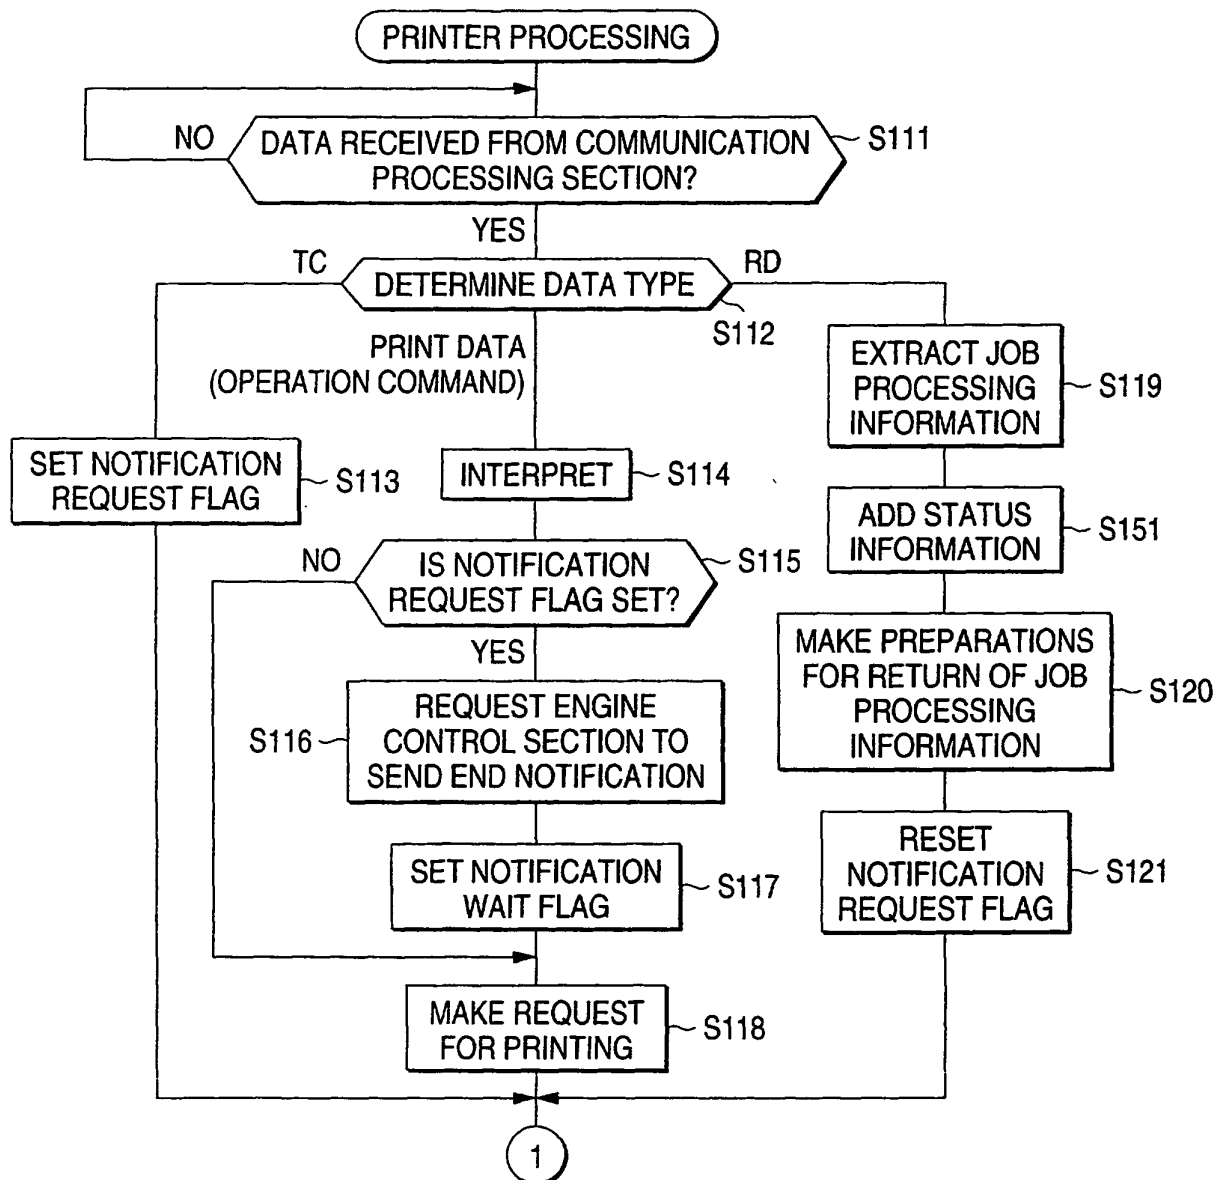 PRINTER PROCESSING
NO
DATA RECEIVED FROM COMMUNICATION
PROCESSING SECTION?
S111
YES
TC
DETERMINE DATA TYPE
RD
S112
PRINT DATA
(OPERATION COMMAND)
EXTRACT JOB
PROCESSING
INFORMATION
S119
SET NOTIFICATION
REQUEST FLAG
S113
INTERPRET
S114
ADD STATUS
INFORMATION
S151
NO
IS NOTIFICATION
REQUEST FLAG SET?
S115
YES
MAKE PREPARATIONS
FOR RETURN OF JOB
PROCESSING
INFORMATION
S120
S116
REQUEST ENGINE
CONTROL SECTION TO
SEND END NOTIFICATION
SET NOTIFICATION
WAIT FLAG
S117
RESET
NOTIFICATION
REQUEST FLAG
S121
MAKE REQUEST
FOR PRINTING
S118
1